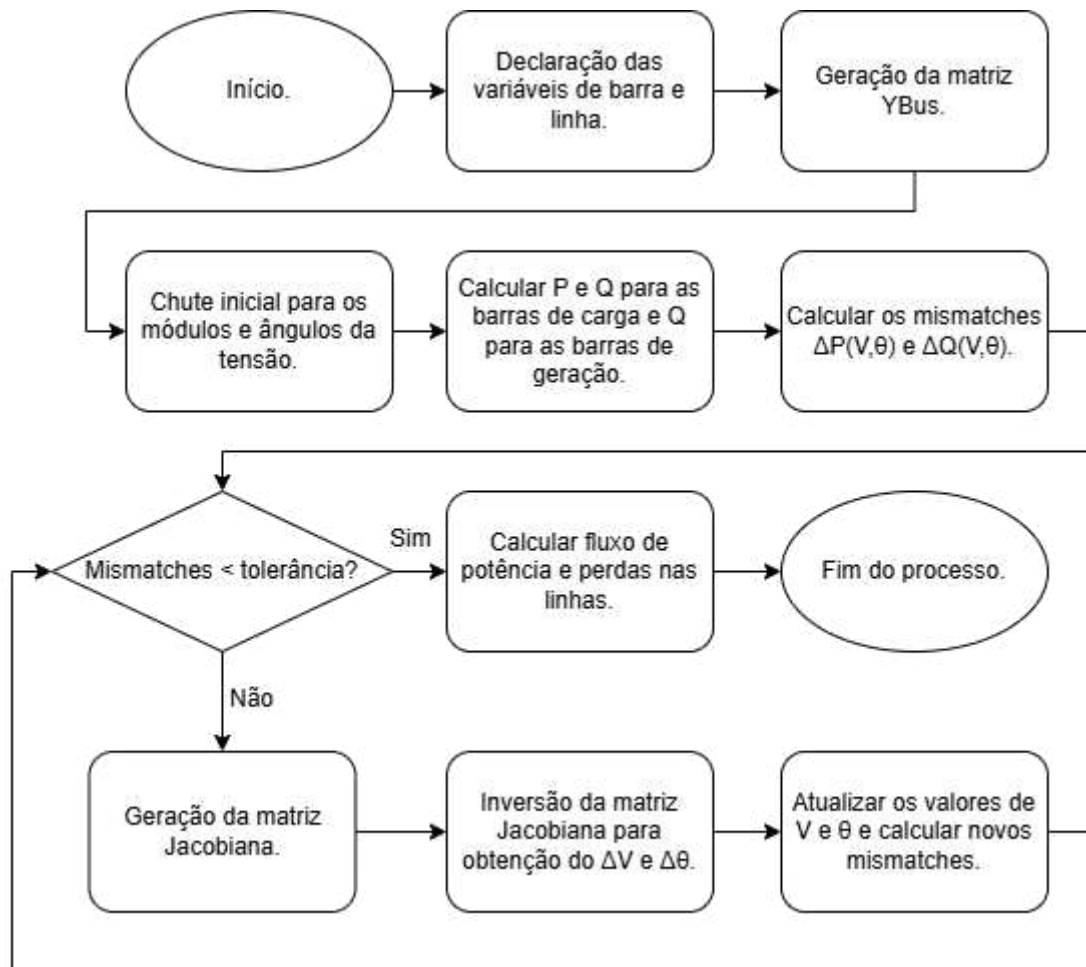 Início.
Declaração das
variáveis de barra e
linha.
Geração da matriz
YBus.
Chute inicial para os
módulos e ângulos da
tensão.
Calcular P e Q para as
barras de carga e Q
para as barras de
geração.
Calcular os mismatches
ΔP(V,θ) e ΔQ(V,θ).
Mismatches < tolerância?
Sim
Calcular fluxo de
potência e perdas nas
linhas.
Fim do processo.
Não
Geração da matriz
Jacobiana.
Inversão da matriz
Jacobiana para
obtenção do ΔV e Δθ.
Atualizar os valores de
V e θ e calcular novos
mismatches.